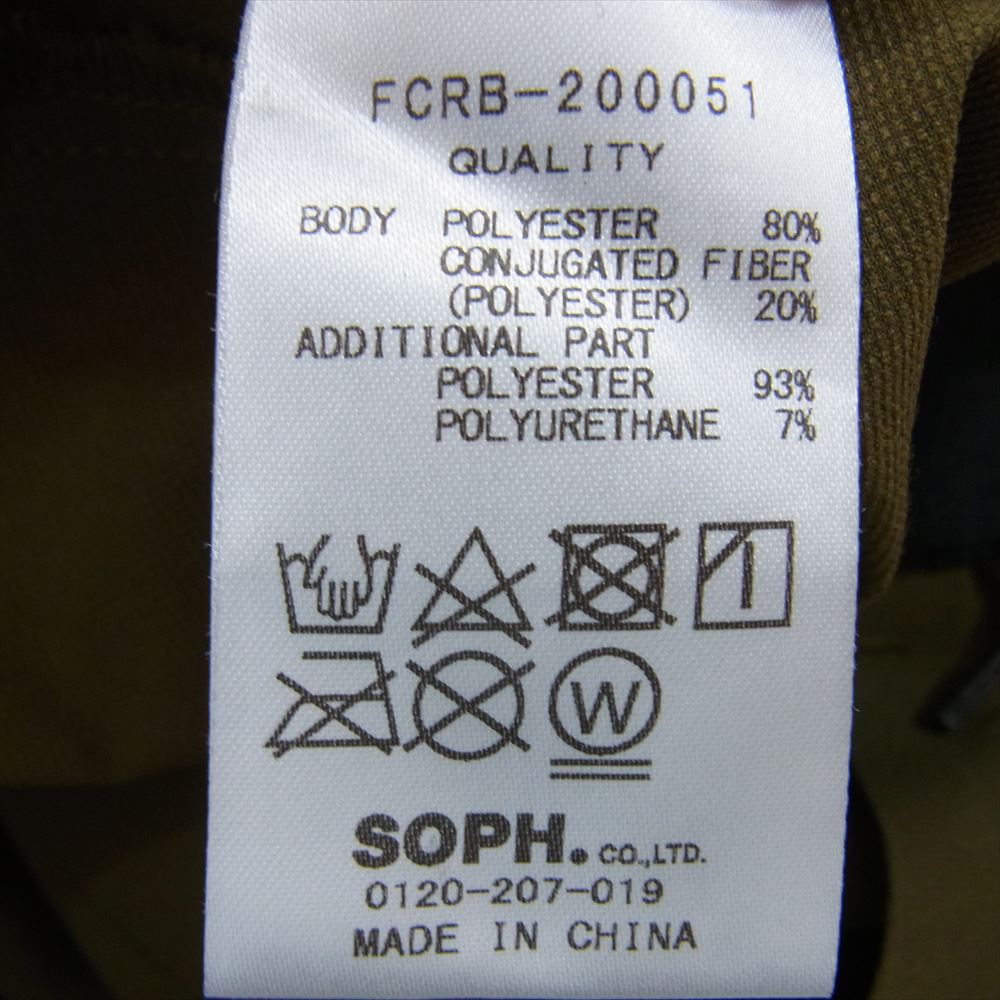 FCRB-200051
QUALITY
BODY POLYESTER 80%
CONJUGATED FIBER
(POLYESTER) 20%
ADDITIONAL PART
POLYESTER 93%
POLYURETHANE 7%
W
SOPH. CO.,LTD.
0120-207-019
MADE IN CHINA